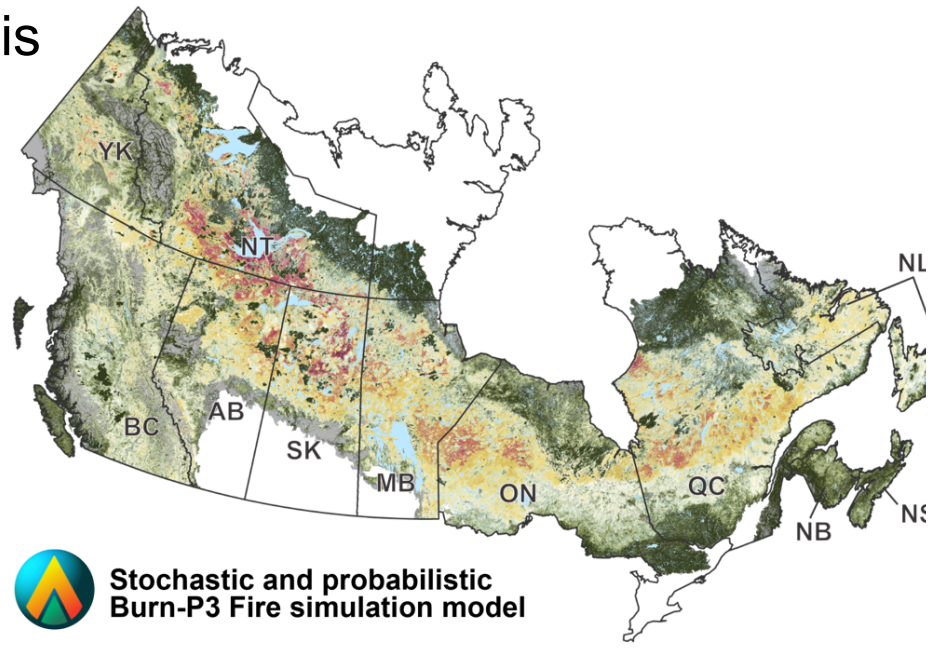 is
YK
NT
NL
BC
AB
SK
MB
ON
QC
NB
NS
Stochastic and probabilistic
Burn-P3 Fire simulation model